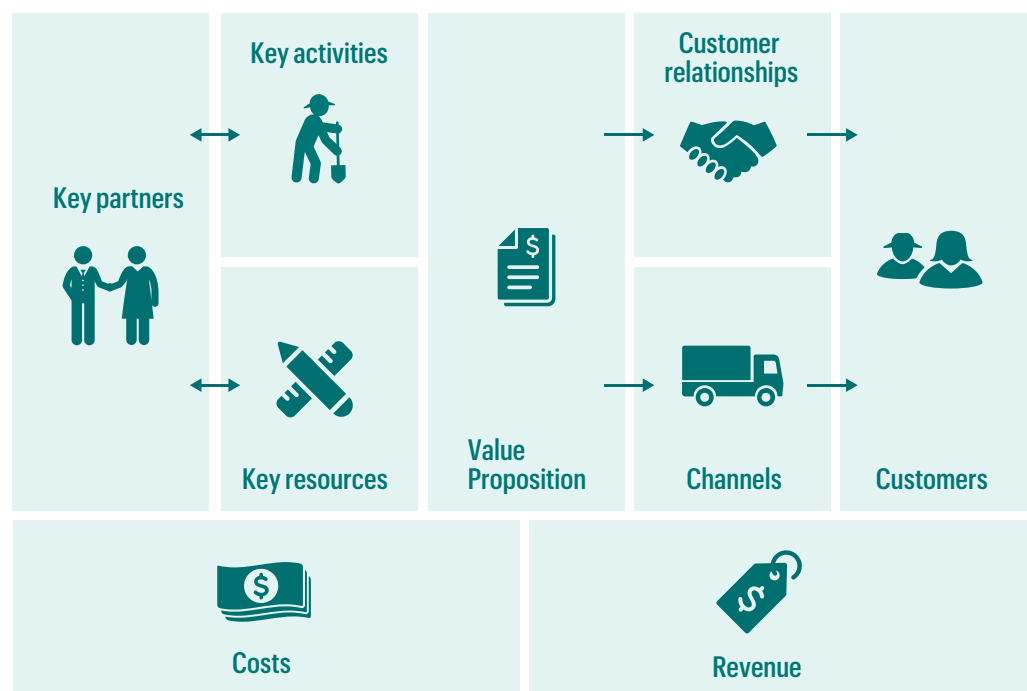 Key partners
Key activities
Key resources
$
Value
Proposition
Customer
relationships
Channels
Customers
$
Costs
$
Revenue